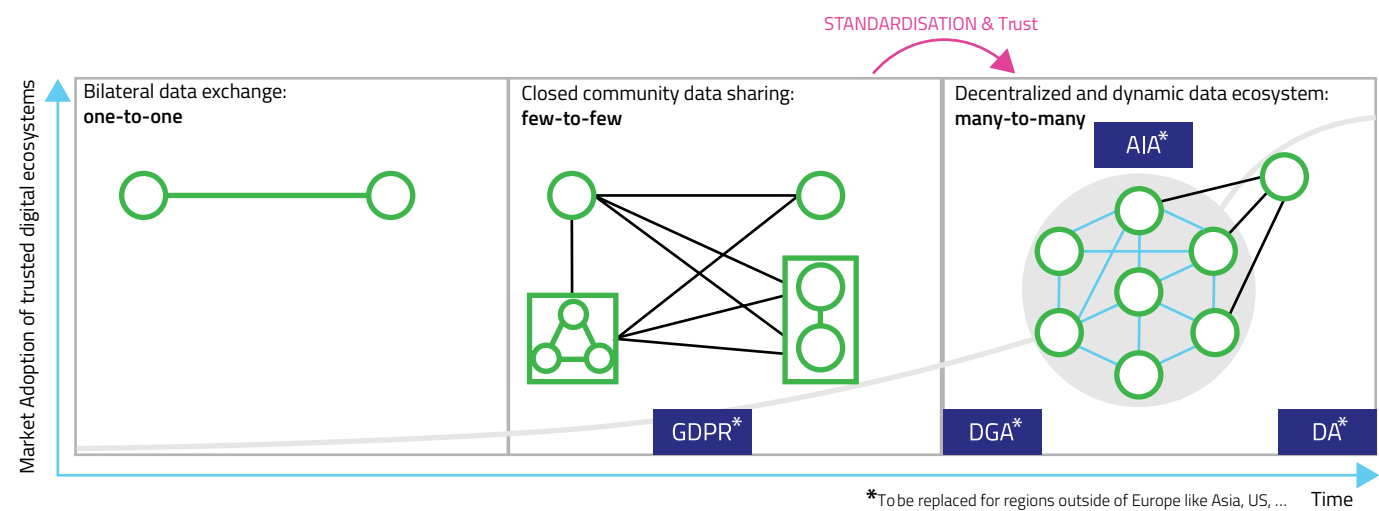 STANDARDISATION & Trust
Market Adoption of trusted digital ecosystems
Bilateral data exchange:
one-to-one
Closed community data sharing:
few-to-few
Decentralized and dynamic data ecosystem:
many-to-many
AIA*
GDPR*
DGA*
DA*
*To be replaced for regions outside of Europe like Asia, US, ...
Time